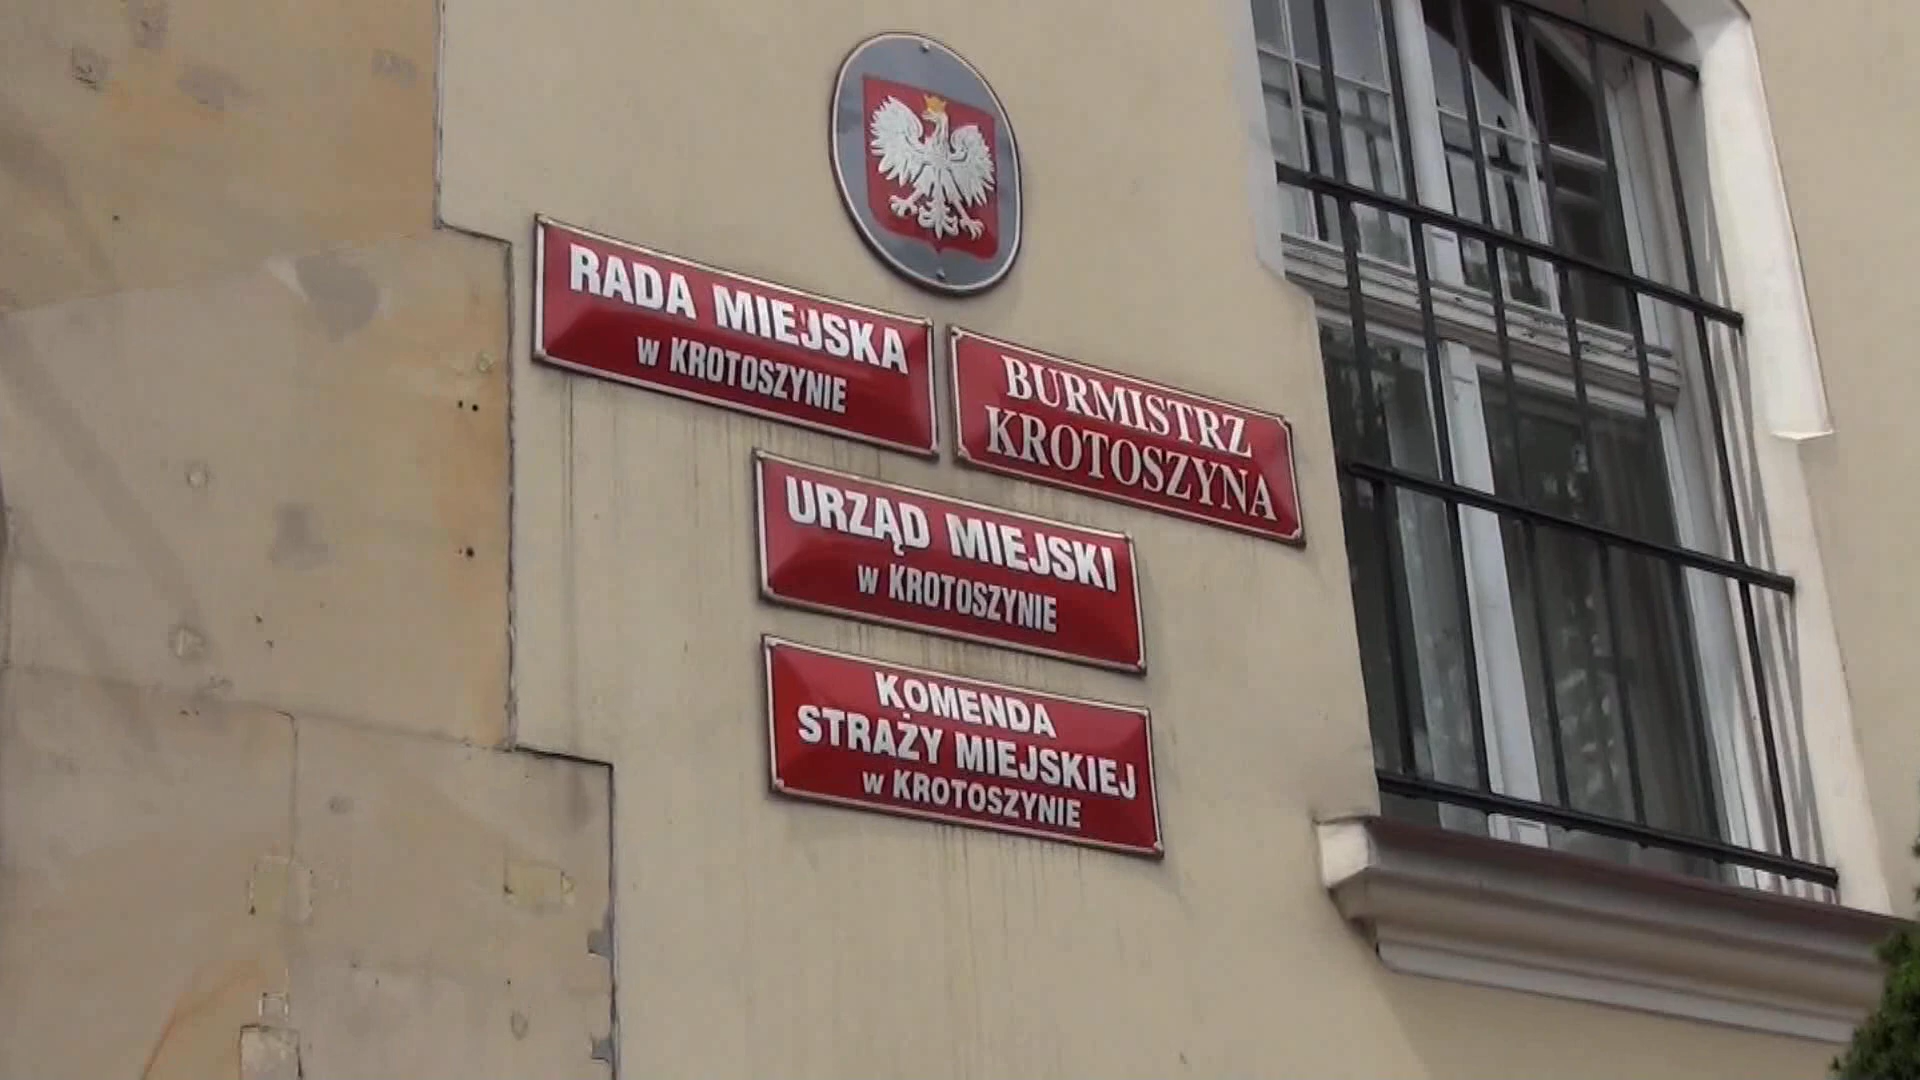 RADA MIEJSKA
w KROTOSZYNIE
BURMISTRZ
KROTOSZYNA
URZĄD MIEJSKI
w KROTOSZYNIE
KOMENDA
STRAŻY MIEJSKIEJ
w KROTOSZYNIE